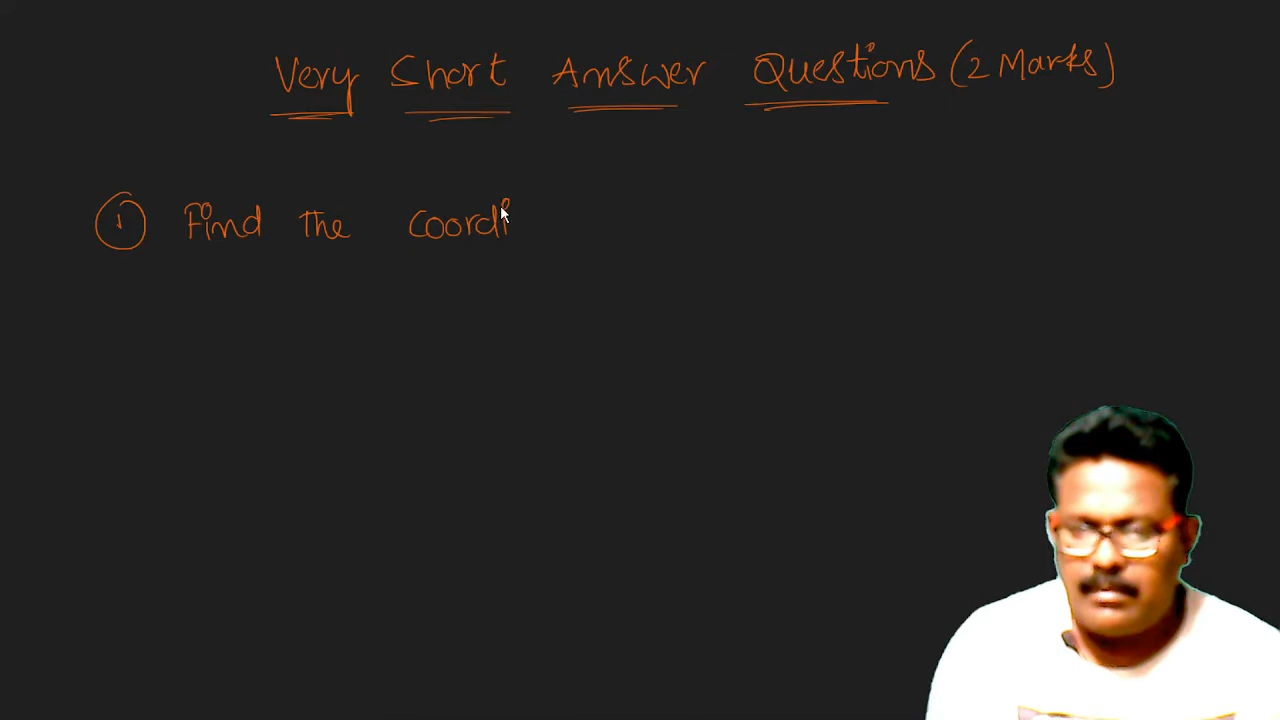 Very Short Answer Questions (2 Marks)
① Find the coordi